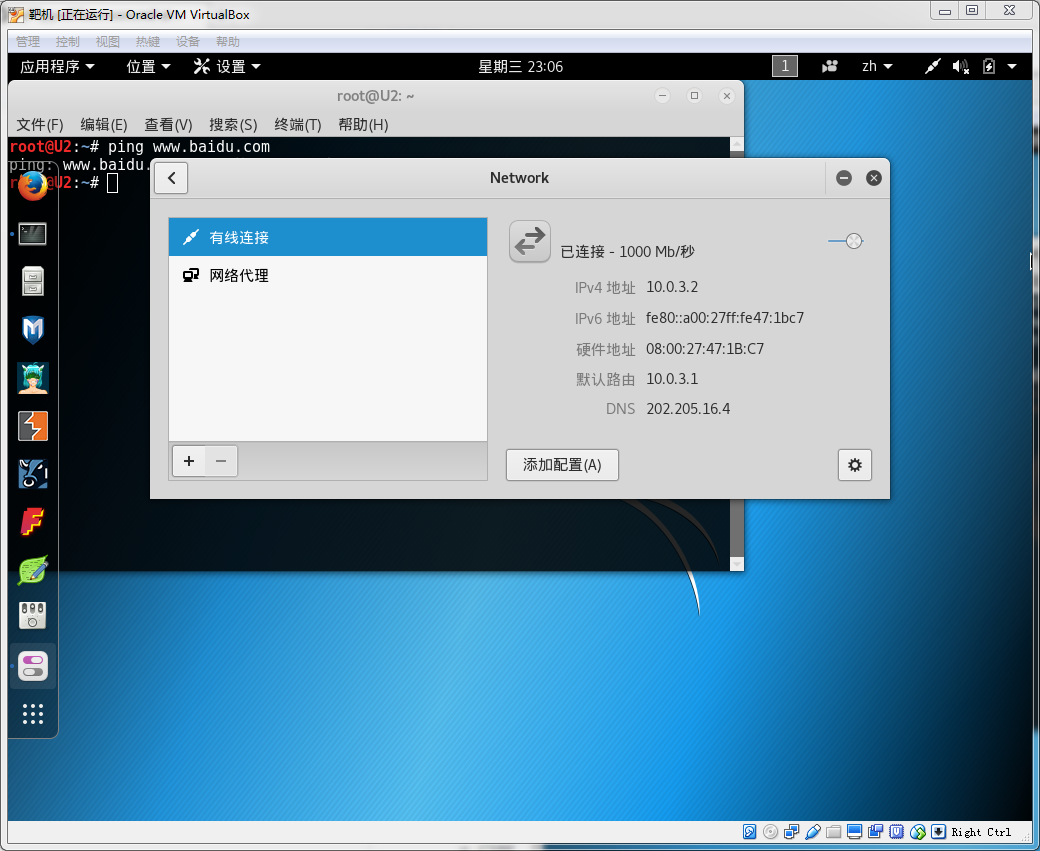 靶机 [正在运行] - Oracle VM VirtualBox
管理 控制 视图 热键 设备 帮助
应用程序 位置 设置 星期三 23:06 1 zh
root@U2: ~
文件(F) 编辑(E) 查看(V) 搜索(S) 终端(T) 帮助(H)
root@U2:~# ping www.baidu.com
ping: www.baidu.
root@U2:~#
Network
有线连接
网络代理
已连接 - 1000 Mb/秒
IPv4 地址 10.0.3.2
IPv6 地址 fe80::a00:27ff:fe47:1bc7
硬件地址 08:00:27:47:1B:C7
默认路由 10.0.3.1
DNS 202.205.16.4
添加配置(A)
Right Ctrl